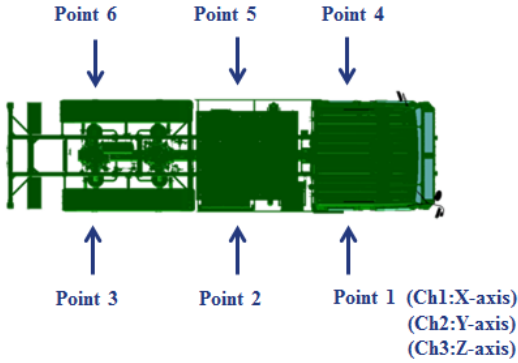 Point 6 Point 5 Point 4
Point 3 Point 2 Point 1 (Ch1:X-axis)
(Ch2:Y-axis)
(Ch3:Z-axis)